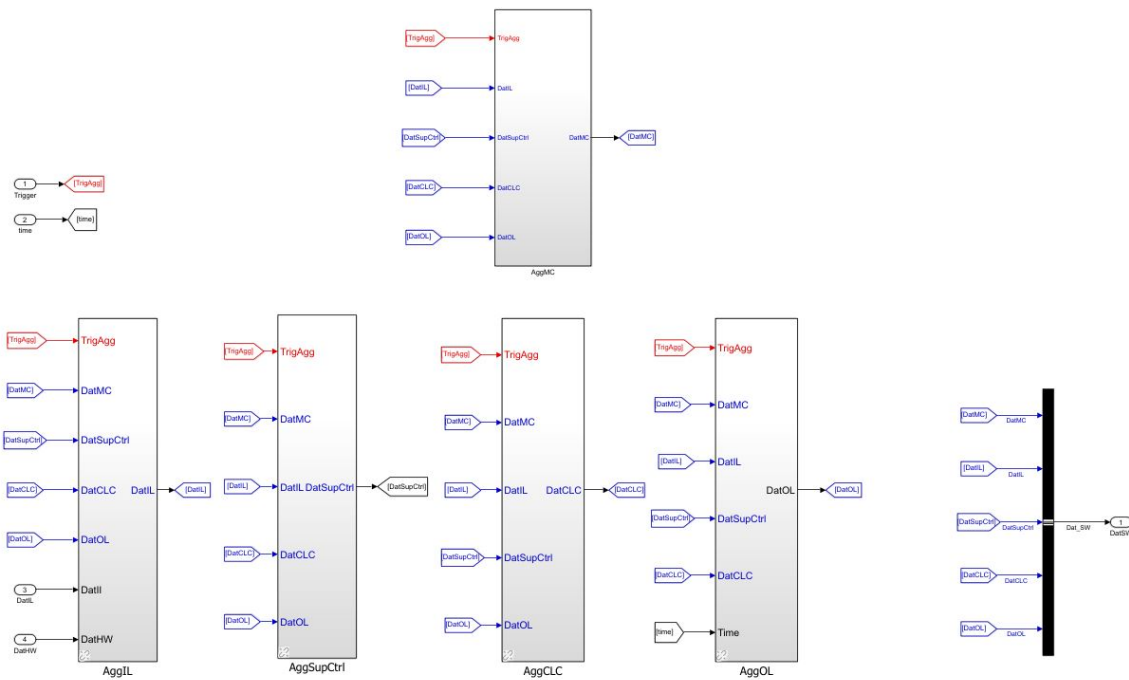 [TrigAgg]
TrigAgg
[DatIL]
DatIL
[DatSupCtrl]
DatSupCtrl
DatMC
[DatMC]
[DatCLC]
DatCLC
[DatOL]
DatOL
AggMC
1
[TrigAgg]
Trigger
2
[time]
time
[TrigAgg]
TrigAgg
[DatMC]
DatMC
[DatSupCtrl]
DatSupCtrl
[DatCLC]
DatCLC
DatIL
[DatIL]
[DatOL]
DatOL
3
DatIL
DatII
4
DatHW
DatHW
AggIL
[TrigAgg]
TrigAgg
[DatMC]
DatMC
[DatIL]
DatIL
DatSupCtrl
[DatSupCtrl]
[DatCLC]
DatCLC
[DatOL]
DatOL
AggSupCtrl
[TrigAgg]
TrigAgg
[DatMC]
DatMC
[DatIL]
DatIL
DatCLC
[DatCLC]
[DatSupCtrl]
DatSupCtrl
[DatOL]
DatOL
AggCLC
[TrigAgg]
TrigAgg
[DatMC]
DatMC
[DatIL]
DatIL
DatOL
[DatOL]
[DatSupCtrl]
DatSupCtrl
[DatCLC]
DatCLC
[time]
Time
AggOL
[DatMC]
DatMC
[DatIL]
DatIL
[DatSupCtrl]
DatSupCtrl
Dat_SW
1
DatSW
[DatCLC]
DatCLC
[DatOL]
DatOL